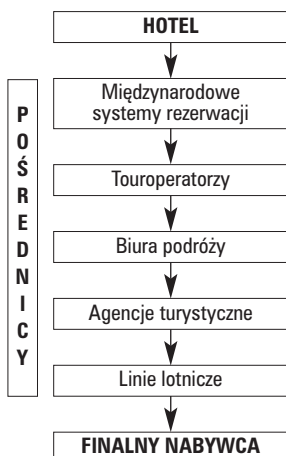 HOTEL
Międzynarodowe
systemy rezerwacji
Touroperatorzy
Biura podróży
Agencje turystyczne
Linie lotnicze
FINALNY NABYWCA
P
O
Ś
R
E
D
N
I
C
Y